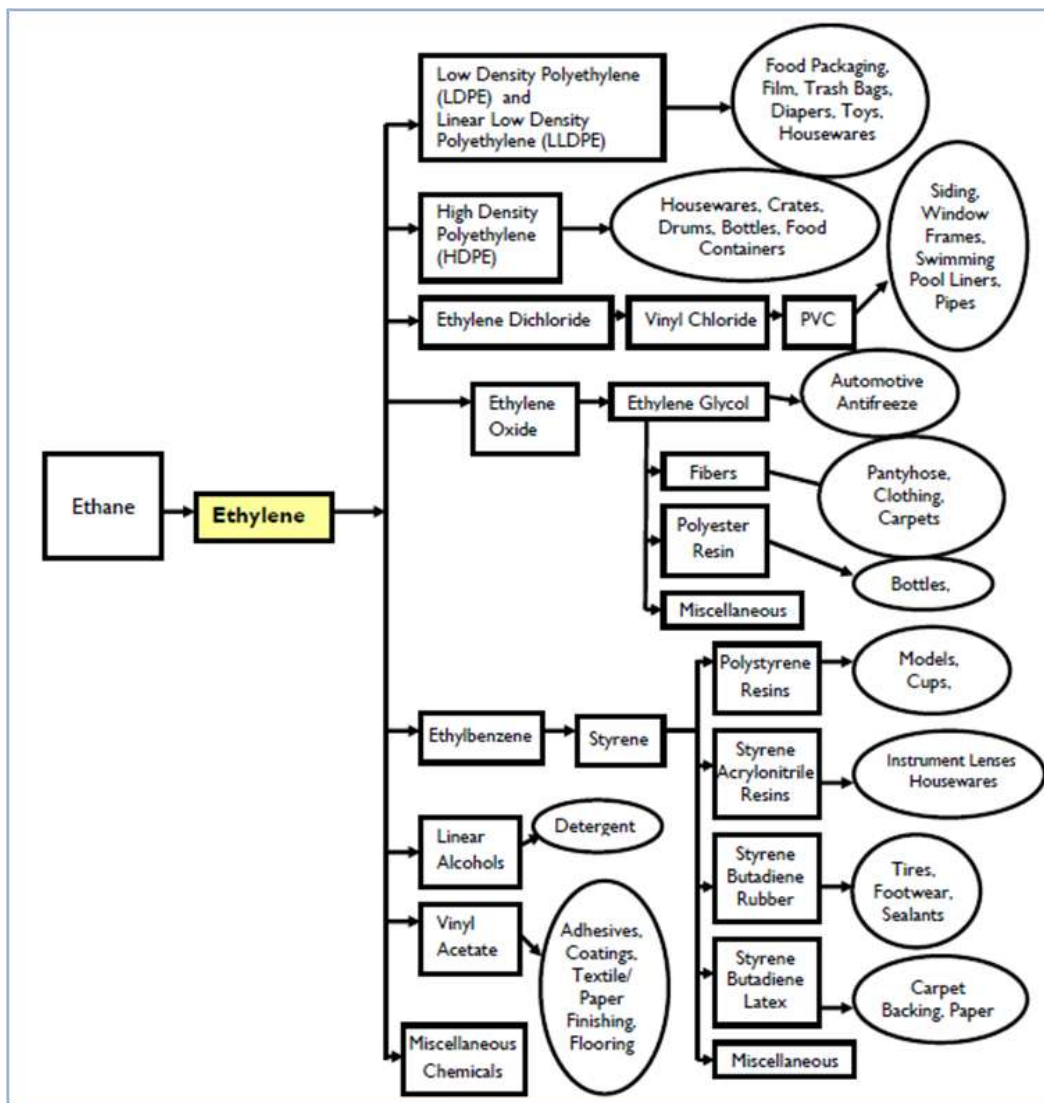 Low Density Polyethylene
(LDPE) and
Linear Low Density
Polyethylene (LLDPE)
Food Packaging,
Film, Trash Bags,
Diapers, Toys,
Housewares
High Density
Polyethylene
(HDPE)
Housewares, Crates,
Drums, Bottles, Food
Containers
Siding,
Window
Frames,
Swimming
Pool Liners,
Pipes
Ethylene Dichloride
Vinyl Chloride
PVC
Ethylene
Oxide
Ethylene Glycol
Automotive
Antifreeze
Ethane
Ethylene
Fibers
Pantyhose,
Clothing,
Carpets
Polyester
Resin
Bottles,
Miscellaneous
Polystyrene
Resins
Models,
Cups,
Ethylbenzene
Styrene
Styrene
Acrylonitrile
Resins
Instrument Lenses
Housewares
Linear
Alcohols
Detergent
Styrene
Butadiene
Rubber
Tires,
Footwear,
Sealants
Vinyl
Acetate
Adhesives,
Coatings,
Textile/
Paper
Finishing,
Flooring
Styrene
Butadiene
Latex
Carpet
Backing, Paper
Miscellaneous
Chemicals
Miscellaneous